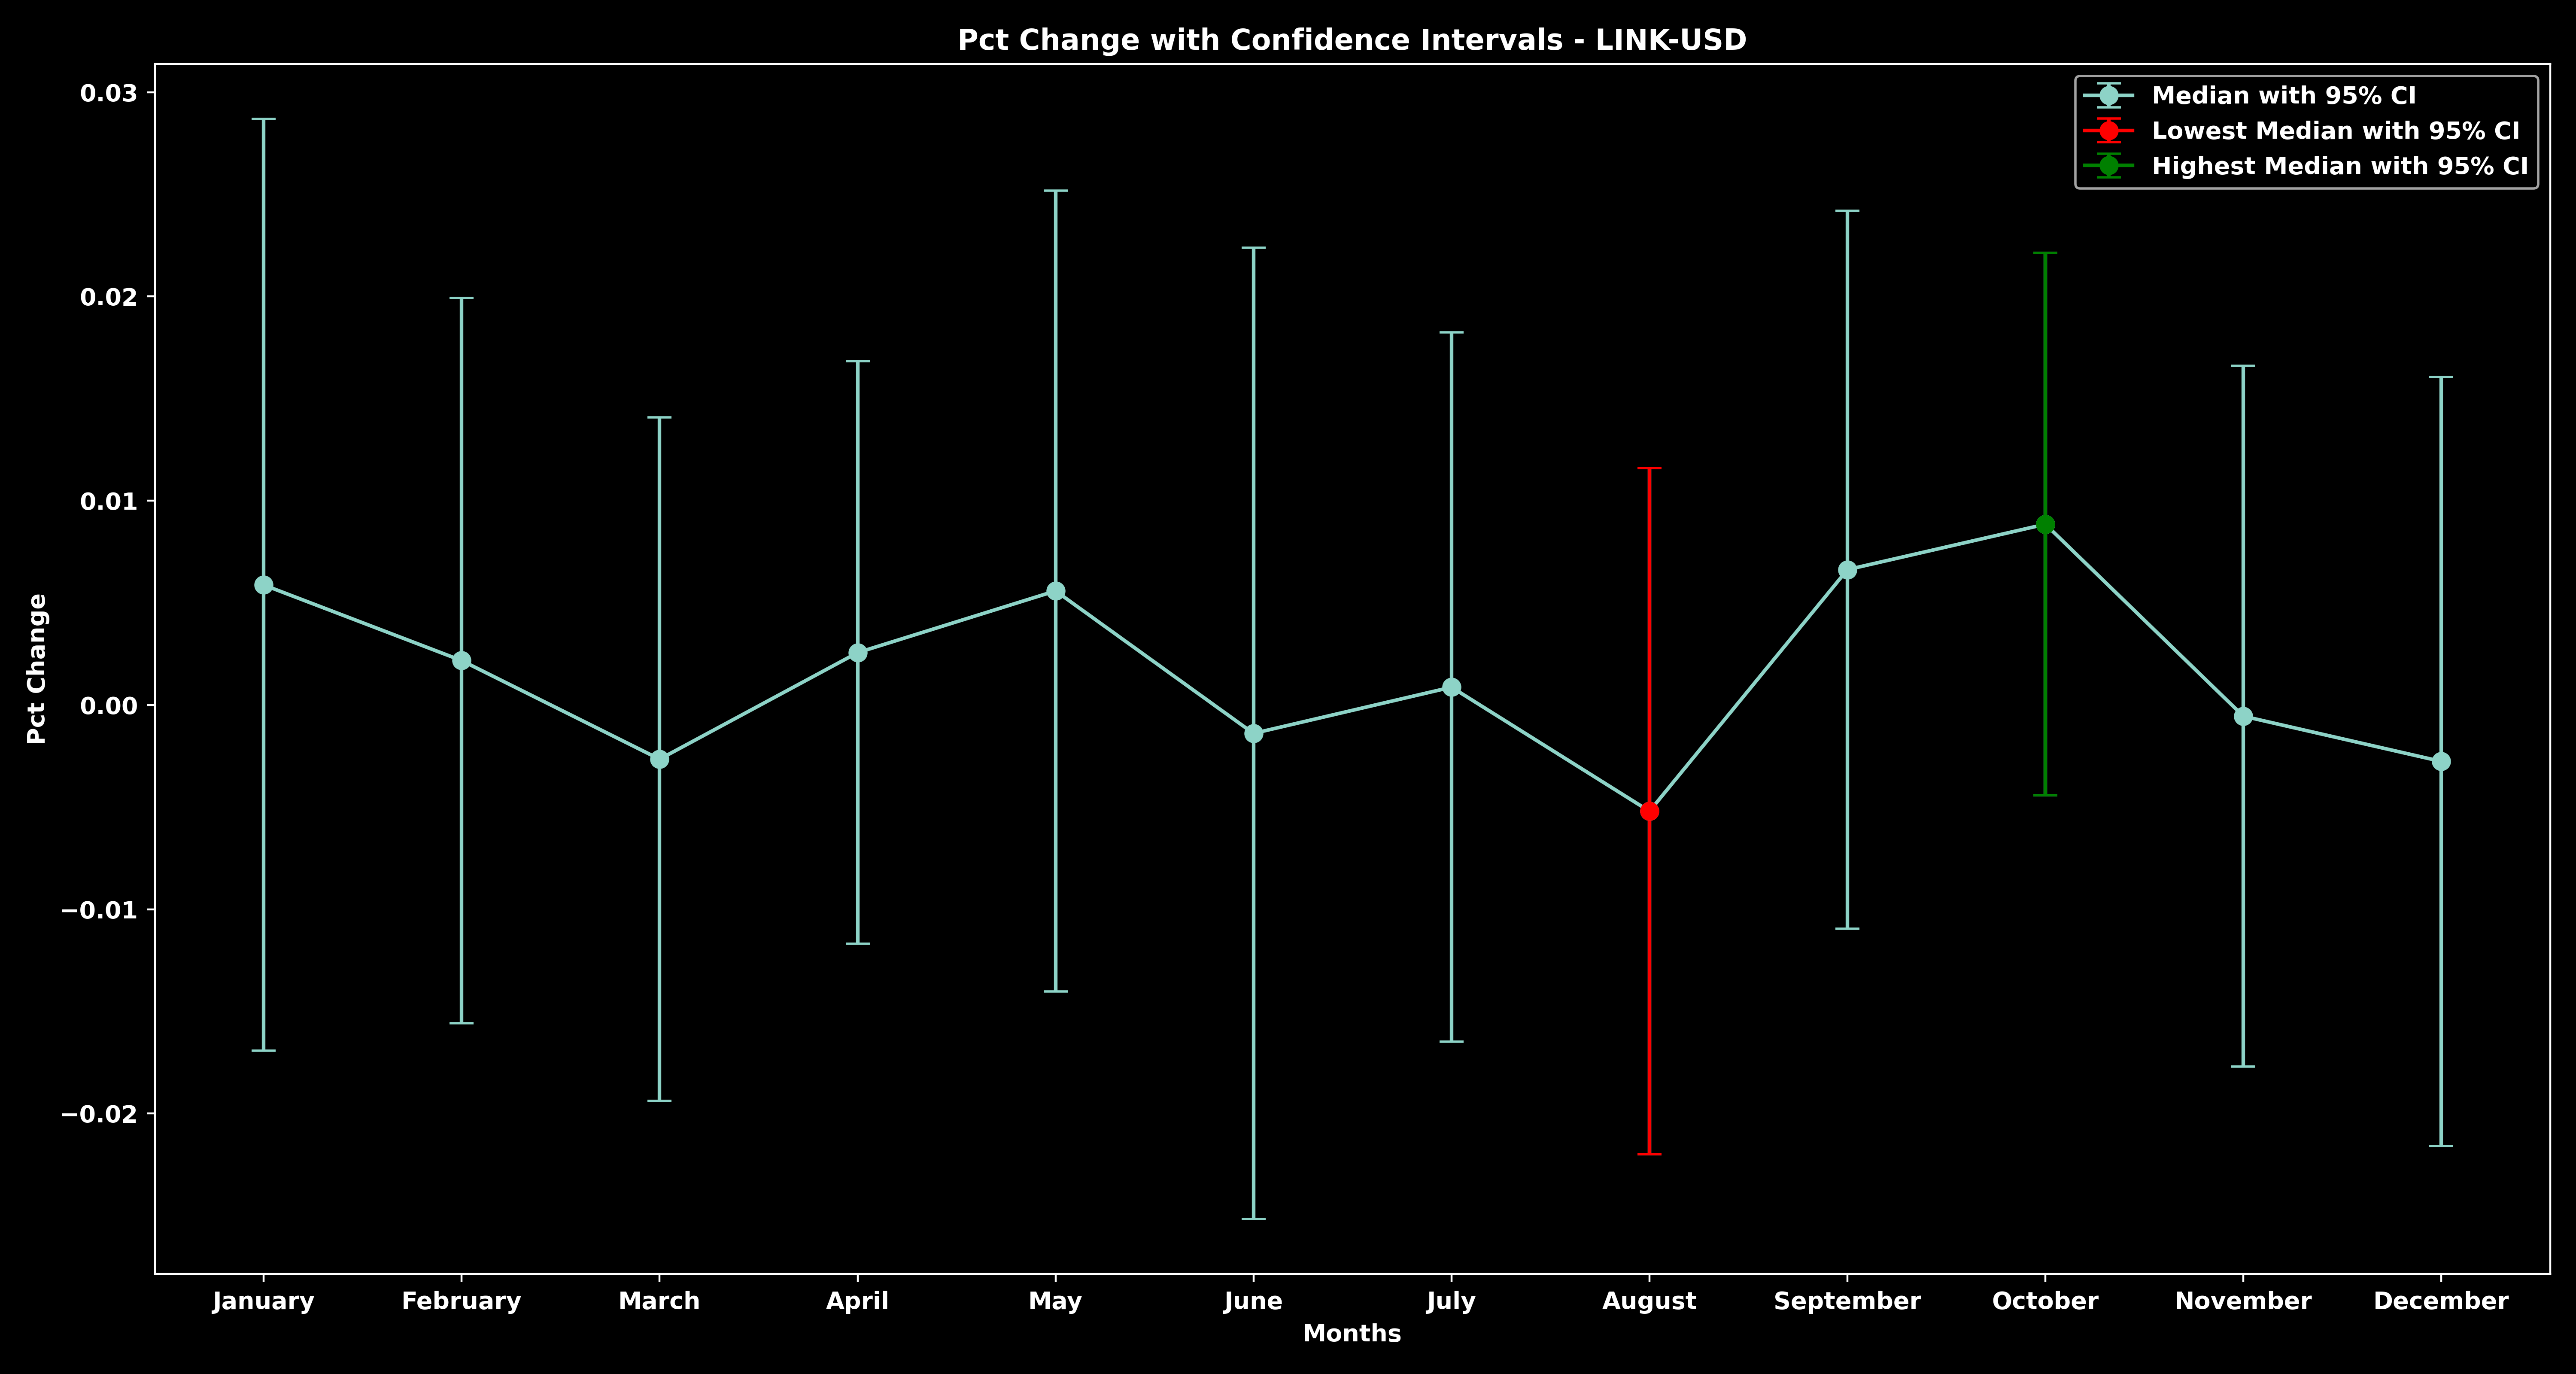 Pct Change with Confidence Intervals - LINK-USD
Median with 95% CI
Lowest Median with 95% CI
Highest Median with 95% CI
0.03
0.02
0.01
0.00
−0.01
−0.02
Pct Change
January February March April May June July August September October November December
Months